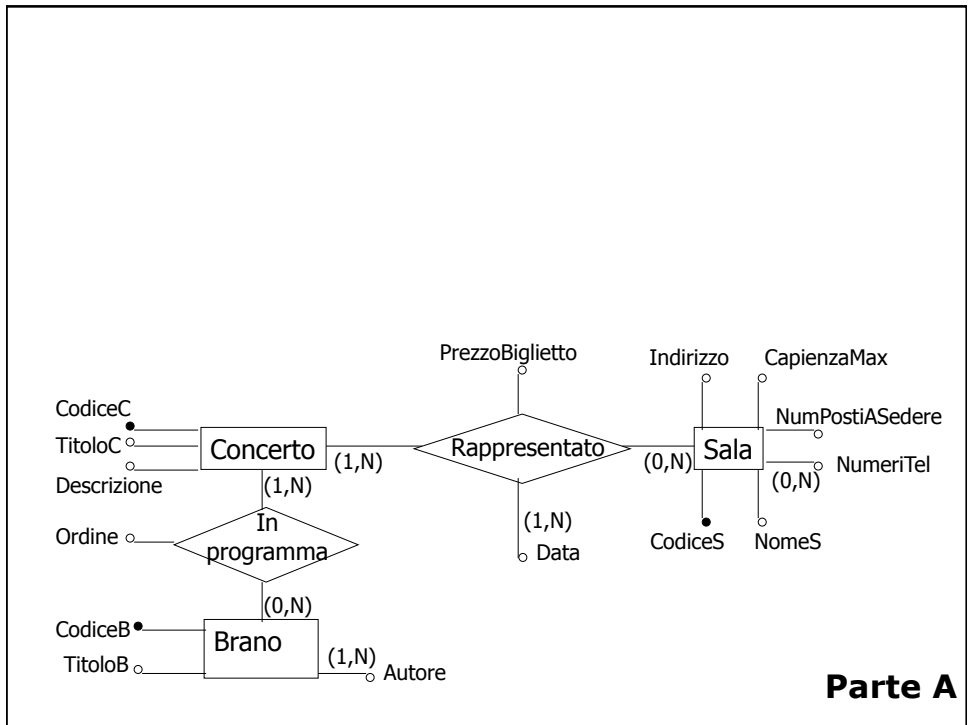 PrezzoBiglietto
Indirizzo
CapienzaMax
CodiceC
TitoloC
Descrizione
Concerto
(1,N)
Rappresentato
(0,N)
Sala
NumPostiASedere
NumeriTel
(0,N)
(1,N)
Ordine
In
programma
(1,N)
Data
CodiceS
NomeS
(0,N)
CodiceB
TitoloB
Brano
(1,N)
Autore
Parte A